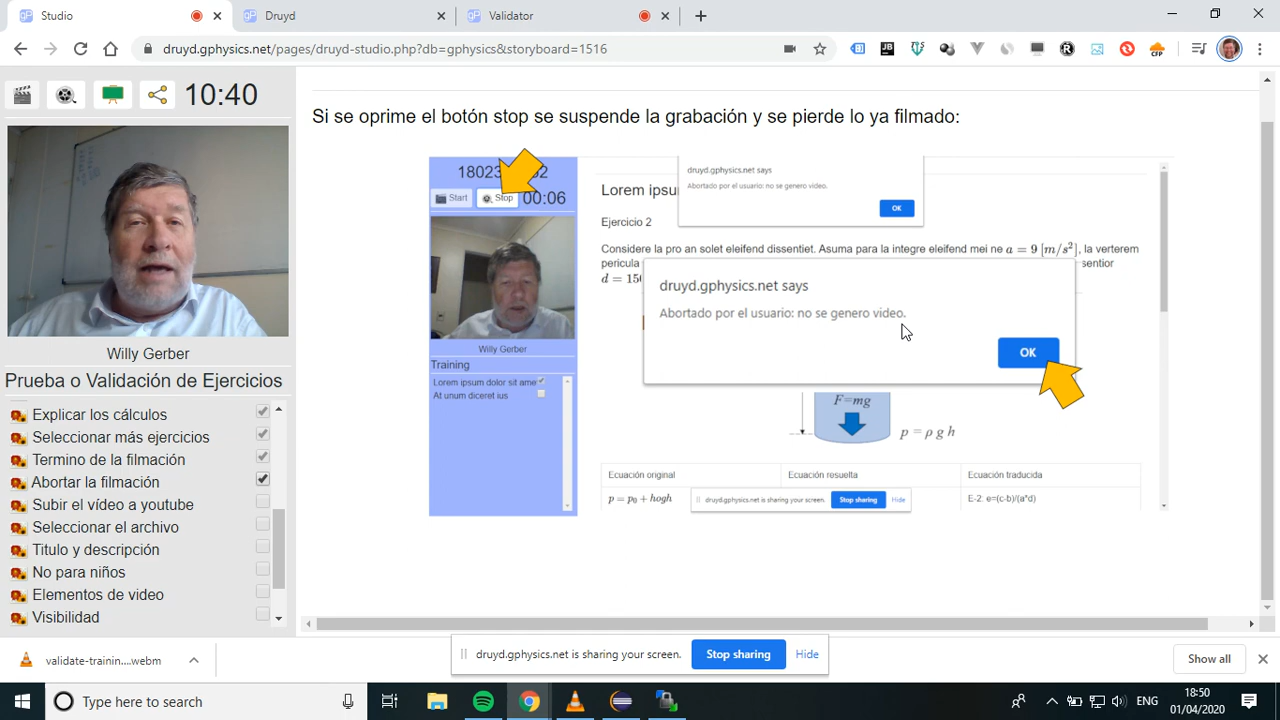 Studio
Druyd
Validator
druyd.gphysics.net/pages/druyd-studio.php?db=gphysics&storyboard=1516
10:40
Willy Gerber
Prueba o Validación de Ejercicios
Explicar los cálculos
Seleccionar más ejercicios
Termino de la filmación
Abortar la filmación
Subir el vídeo a youtube
Seleccionar el archivo
Titulo y descripción
No para niños
Elementos de video
Visibilidad
Si se oprime el botón stop se suspende la grabación y se pierde lo ya filmado:
Start
Stop
00:06
Willy Gerber
Training
Lorem ipsum dolor sit ame
At unum diceret ius
druyd.gphysics.net says
Abortado por el usuario: no se genero video.
OK
Lorem ipsu
Ejercicio 2
Considere la pro an solet eleifend dissentiet. Asuma para la integre eleifend mei ne a = 9 [m/s²], la verterem
pericula
sentior
druyd.gphysics.net says
Abortado por el usuario: no se genero video.
OK
F=mg
p = ρ g h
Ecuación original
Ecuación resuelta
Ecuación traducida
p = p₀ + hogh
E-2: e=(c-b)/(a*d)
druyd.gphysics.net is sharing your screen.
Stop sharing
Hide
validate-trainin....webm
druyd.gphysics.net is sharing your screen.
Stop sharing
Hide
Show all
Type here to search
ENG
18:50
01/04/2020